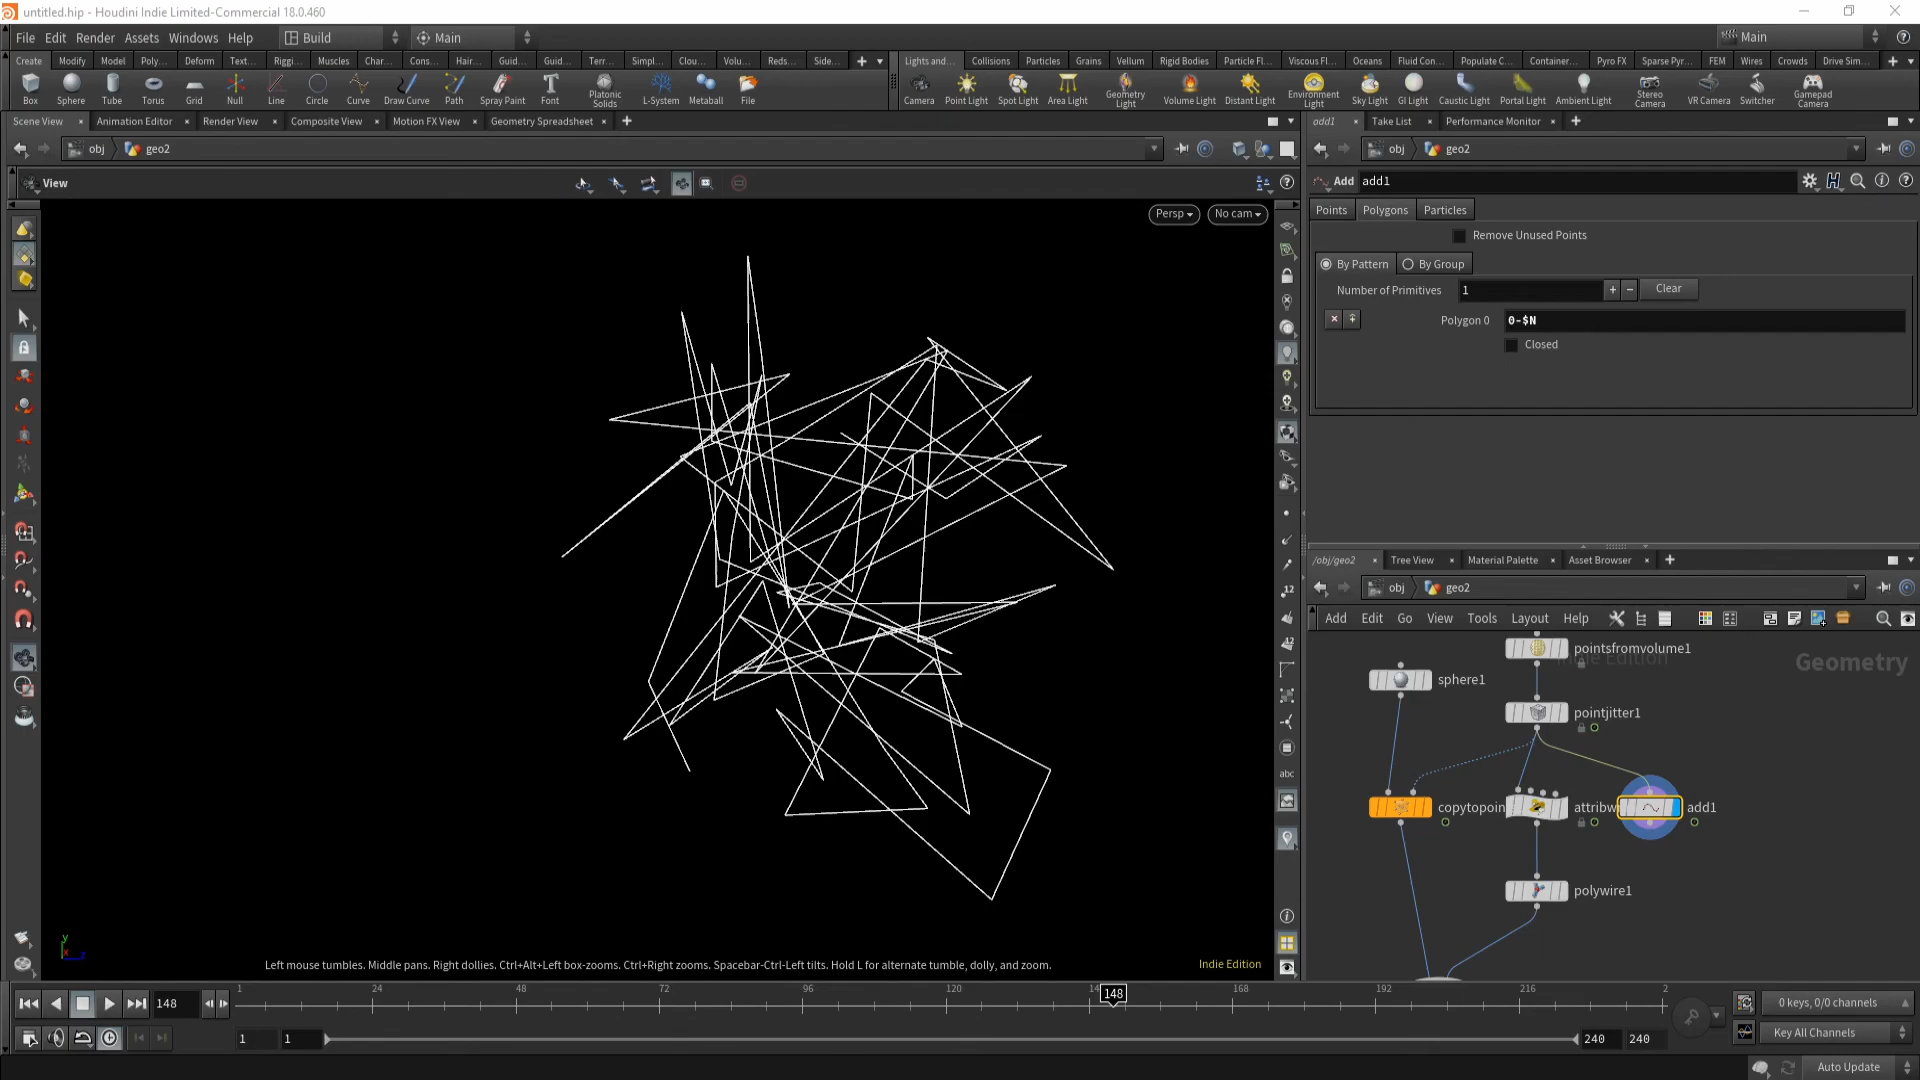 untitled.hip - Houdini Indie Limited-Commercial 18.0.460
File Edit Render Assets Windows Help Build Main Main
Create Modify Model Poly... Deform Text... Riggi... Muscles Char... Cons... Hair... Guid... Guid... Terr... Simpl... Clou... Volu... Reds... Side...
Lights and... Collisions Particles Grains Vellum Rigid Bodies Particle Fl... Viscous Fl... Oceans Fluid Con... Populate C... Container... Pyro FX Sparse Pyr... FEM Wires Crowds Drive Sim...
Box Sphere Tube Torus Grid Null Line Circle Curve Draw Curve Path Spray Paint Font Platonic Solids L-System Metaball File
Camera Point Light Spot Light Area Light Geometry Light Volume Light Distant Light Environment Light Sky Light GI Light Caustic Light Portal Light Ambient Light Stereo Camera VR Camera Switcher Gamepad Camera
Scene View Animation Editor Render View Composite View Motion FX View Geometry Spreadsheet
add1 Take List Performance Monitor
obj geo2
obj geo2
View
Add add1
Persp No cam
Points Polygons Particles
Remove Unused Points
By Pattern By Group
Number of Primitives 1 Clear
Polygon 0 0-$N
Closed
/obj/geo2 Tree View Material Palette Asset Browser
obj geo2
Add Edit Go View Tools Layout Help
Indie Edition
Geometry
pointsfromvolume1
sphere1
pointjitter1
copytopoin
attribw
add1
polywire1
12
42
abc
y
x z
Left mouse tumbles. Middle pans. Right dollies. Ctrl+Alt+Left box-zooms. Ctrl+Right zooms. Spacebar-Ctrl-Left tilts. Hold L for alternate tumble, dolly, and zoom.
Indie Edition
148
1 24 48 72 96 120 14 148 168 192 216 2
0 keys, 0/0 channels
1 1 240 240
Key All Channels
Auto Update